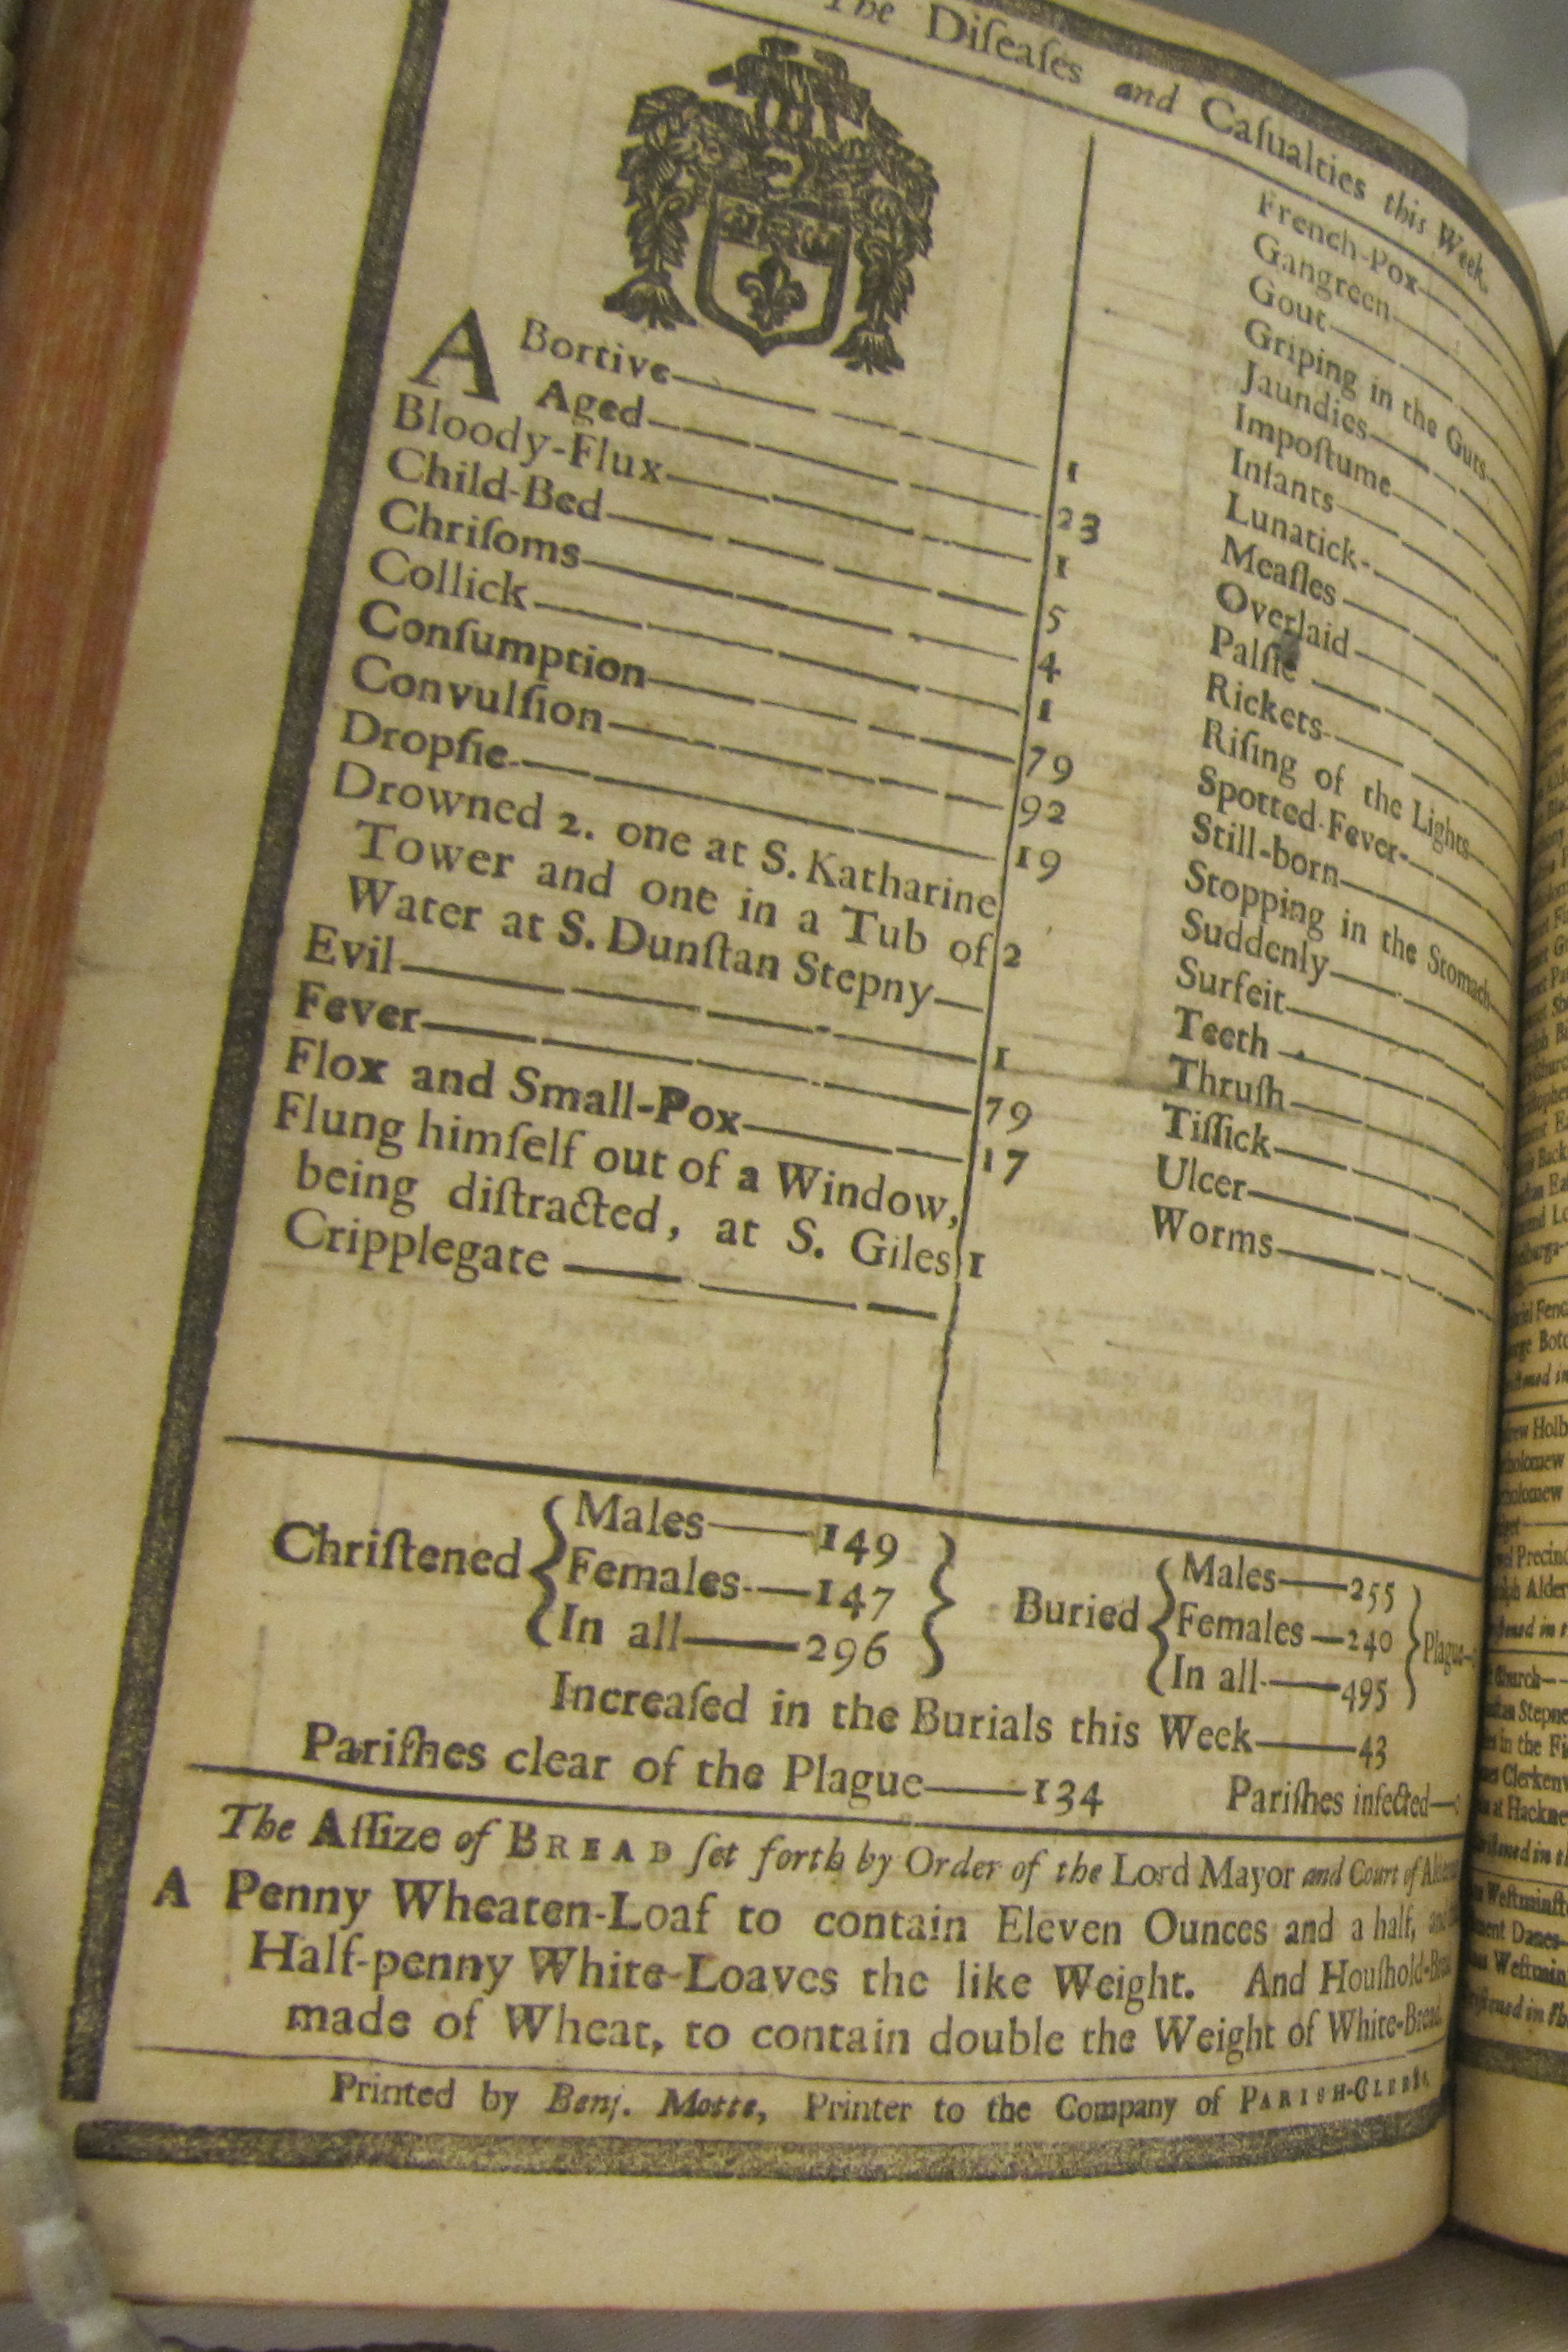 The Diſeaſes and Caſualties this Week.
ABortive 1
Aged 23
Bloody-Flux 1
Child-Bed 5
Chriſoms 4
Collick 1
Conſumption 79
Convulſion 92
Dropſie 19
Drowned 2. one at S. Katharine
Tower and one in a Tub of 2
Water at S. Dunſtan Stepny
Evil 1
Fever 79
Flox and Small-Pox 17
Flung himſelf out of a Window,
being diſtracted, at S. Giles 1
Cripplegate
French-Pox
Gangreen
Gout
Griping in the Guts
Jaundies
Impoſtume
Infants
Lunatick
Meaſles
Overlaid
Palſie
Rickets
Riſing of the Lights
Spotted-Fever
Still-born
Stopping in the Stomach
Suddenly
Surfeit
Teeth
Thruſh
Tiſſick
Ulcer
Worms
Chriſtened
Males 149
Females 147
In all 296
Buried
Males 255
Females 240
In all 495
Plague
Increaſed in the Burials this Week 43
Pariſhes clear of the Plague 134 Pariſhes infected
The Aſſize of BREAD ſet forth by Order of the Lord Mayor and Court of
A Penny Wheaten-Loaf to contain Eleven Ounces and a half,
Half-penny White-Loaves the like Weight. And Houſhold-
made of Wheat, to contain double the Weight of White-Bread.
Printed by Benj. Motte, Printer to the Company of PARISH-CLERKS.